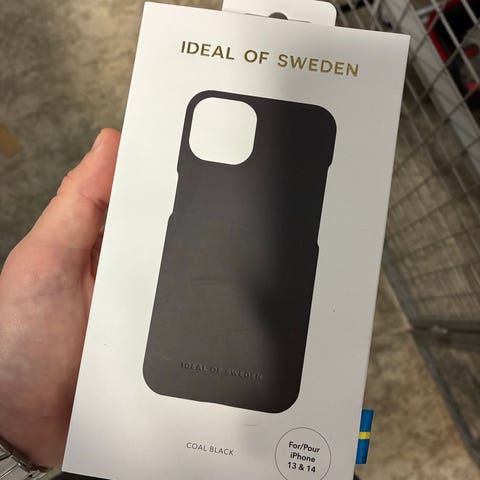 IDEAL OF SWEDEN
IDEAL OF SWEDEN
COAL BLACK
For/Pour
iPhone
13 & 14